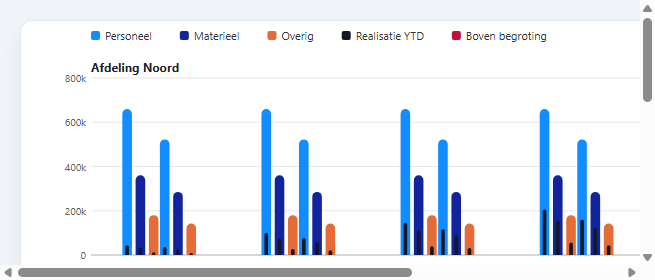 Personeel Materieel Overig Realisatie YTD Boven begroting
Afdeling Noord
800k
600k
400k
200k
0